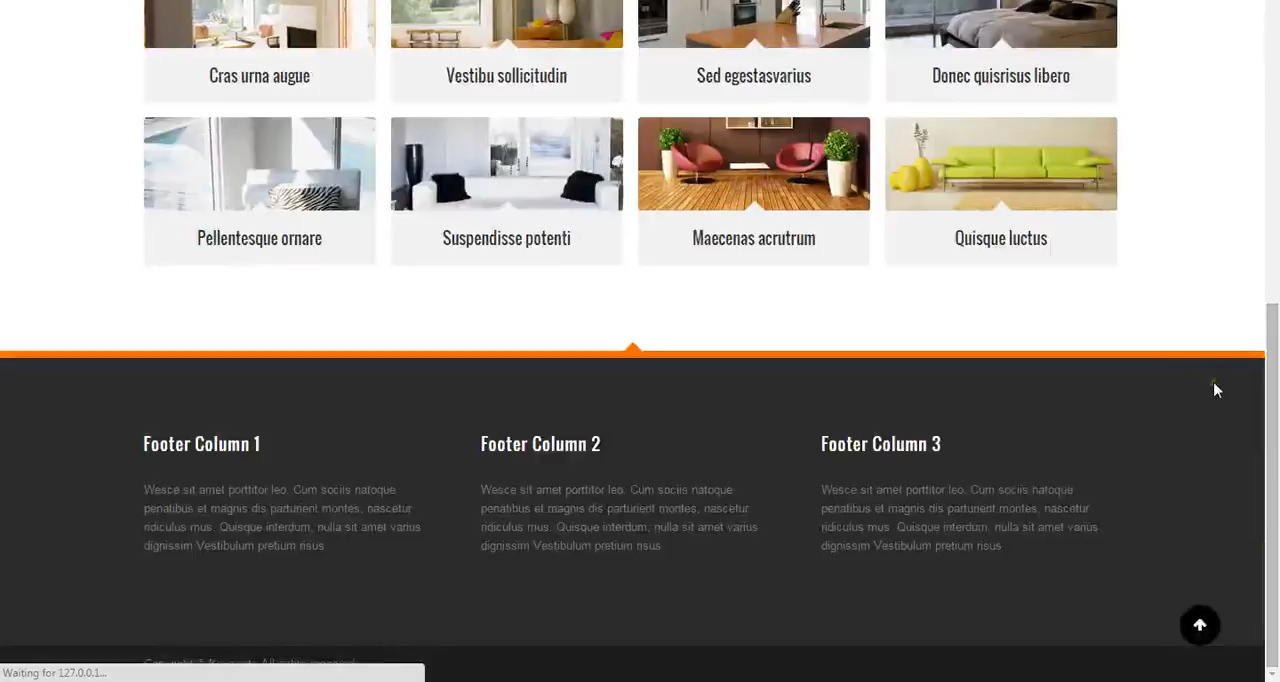 Cras urna augue
Vestibu sollicitudin
Sed egestasvarius
Donec quisrisus libero
Pellentesque ornare
Suspendisse potenti
Maecenas acrutrum
Quisque luctus
Footer Column 1
Wesce sit amet porttitor leo. Cum sociis natoque
penatibus et magnis dis parturient montes, nascetur
ridiculus mus. Quisque interdum, nulla sit amet varius
dignissim Vestibulum pretium risus
Footer Column 2
Wesce sit amet porttitor leo. Cum sociis natoque
penatibus et magnis dis parturient montes, nascetur
ridiculus mus. Quisque interdum, nulla sit amet varius
dignissim Vestibulum pretium risus
Footer Column 3
Wesce sit amet porttitor leo. Cum sociis natoque
penatibus et magnis dis parturient montes, nascetur
ridiculus mus. Quisque interdum, nulla sit amet varius
dignissim Vestibulum pretium risus
Waiting for 127.0.0.1...